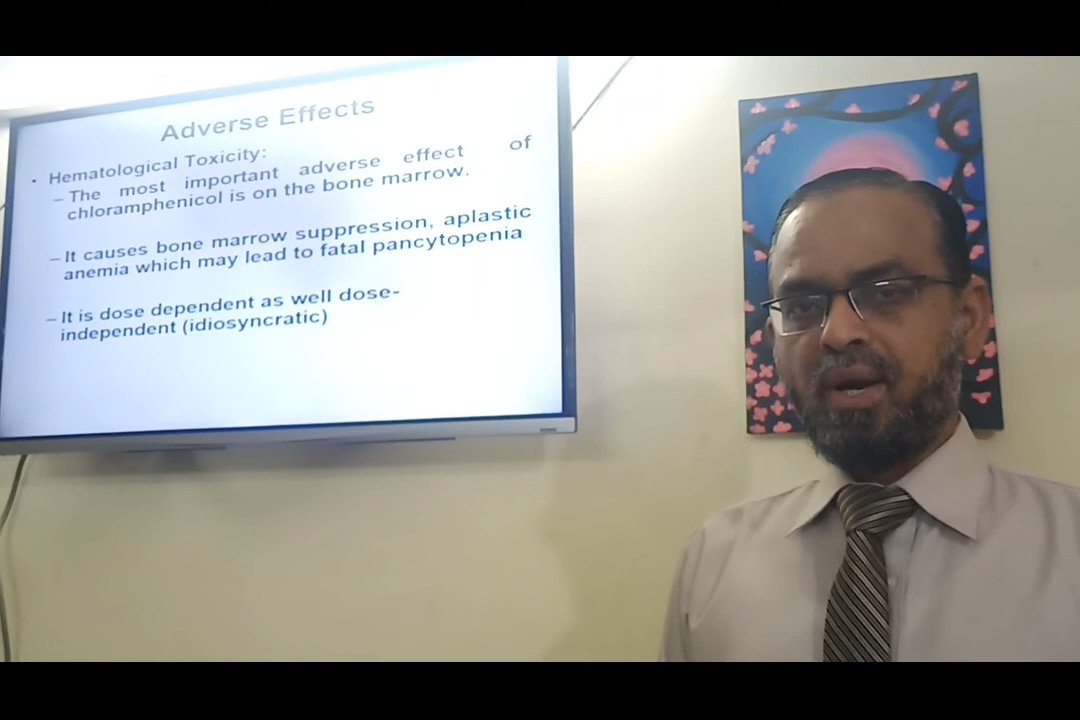 Adverse Effects
• Hematological Toxicity:
– The most important adverse effect of
chloramphenicol is on the bone marrow.
– It causes bone marrow suppression, aplastic
anemia which may lead to fatal pancytopenia
– It is dose dependent as well dose-
independent (idiosyncratic)